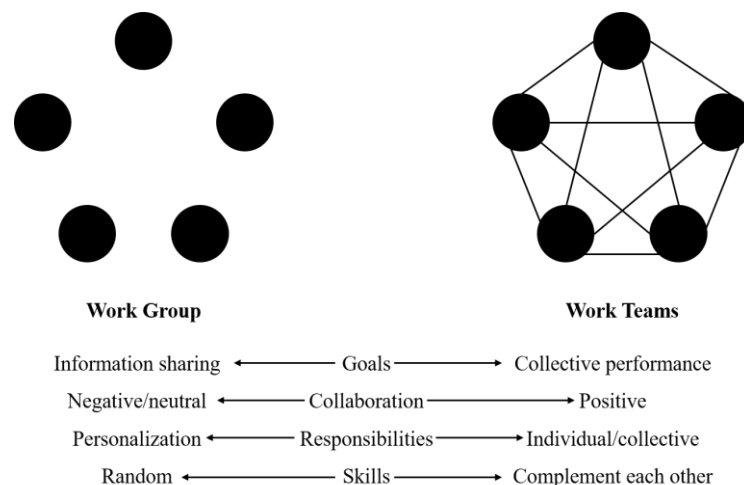 Work Group Work Teams
Information sharing Goals Collective performance
Negative/neutral Collaboration Positive
Personalization Responsibilities Individual/collective
Random Skills Complement each other